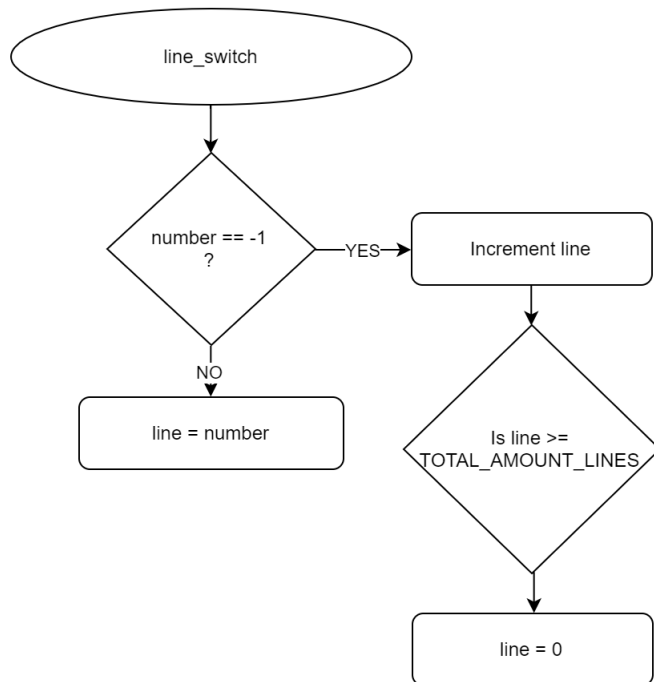 line_switch
number == -1
?
YES
Increment line
NO
line = number
Is line >=
TOTAL_AMOUNT_LINES
line = 0